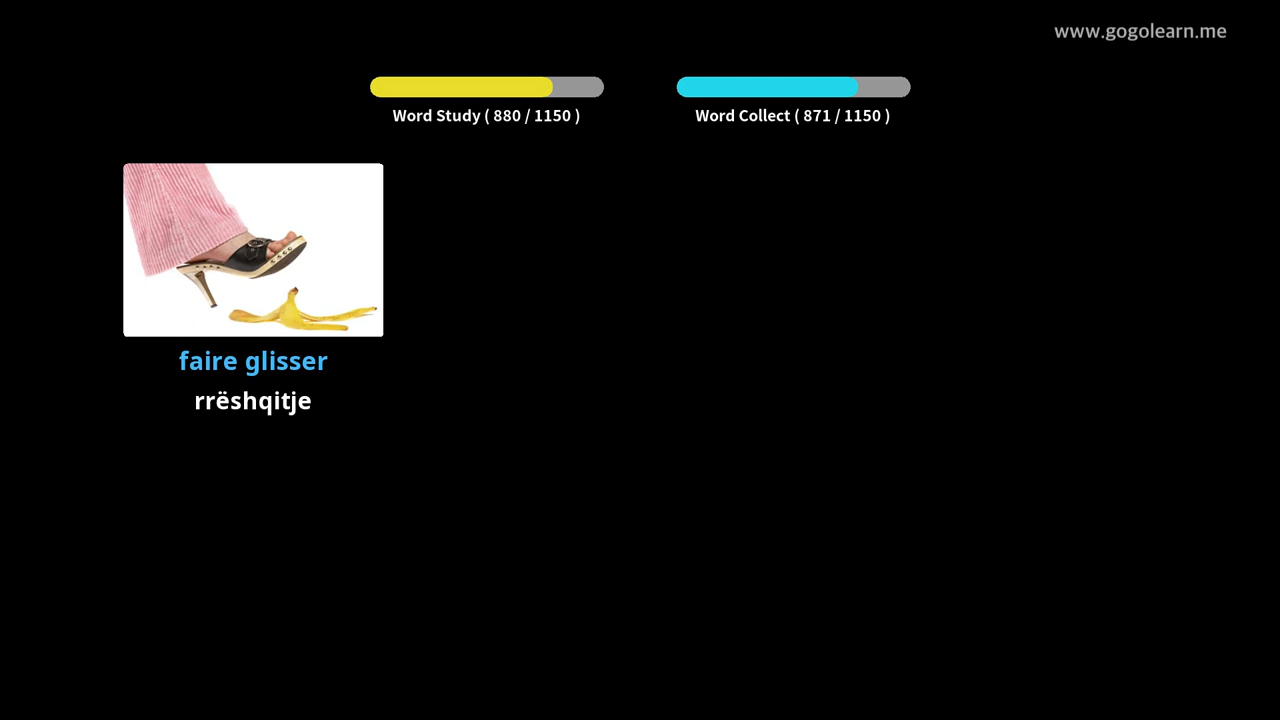 www.gogolearn.me
Word Study ( 880 / 1150 )
Word Collect ( 871 / 1150 )
faire glisser
rrëshqitje